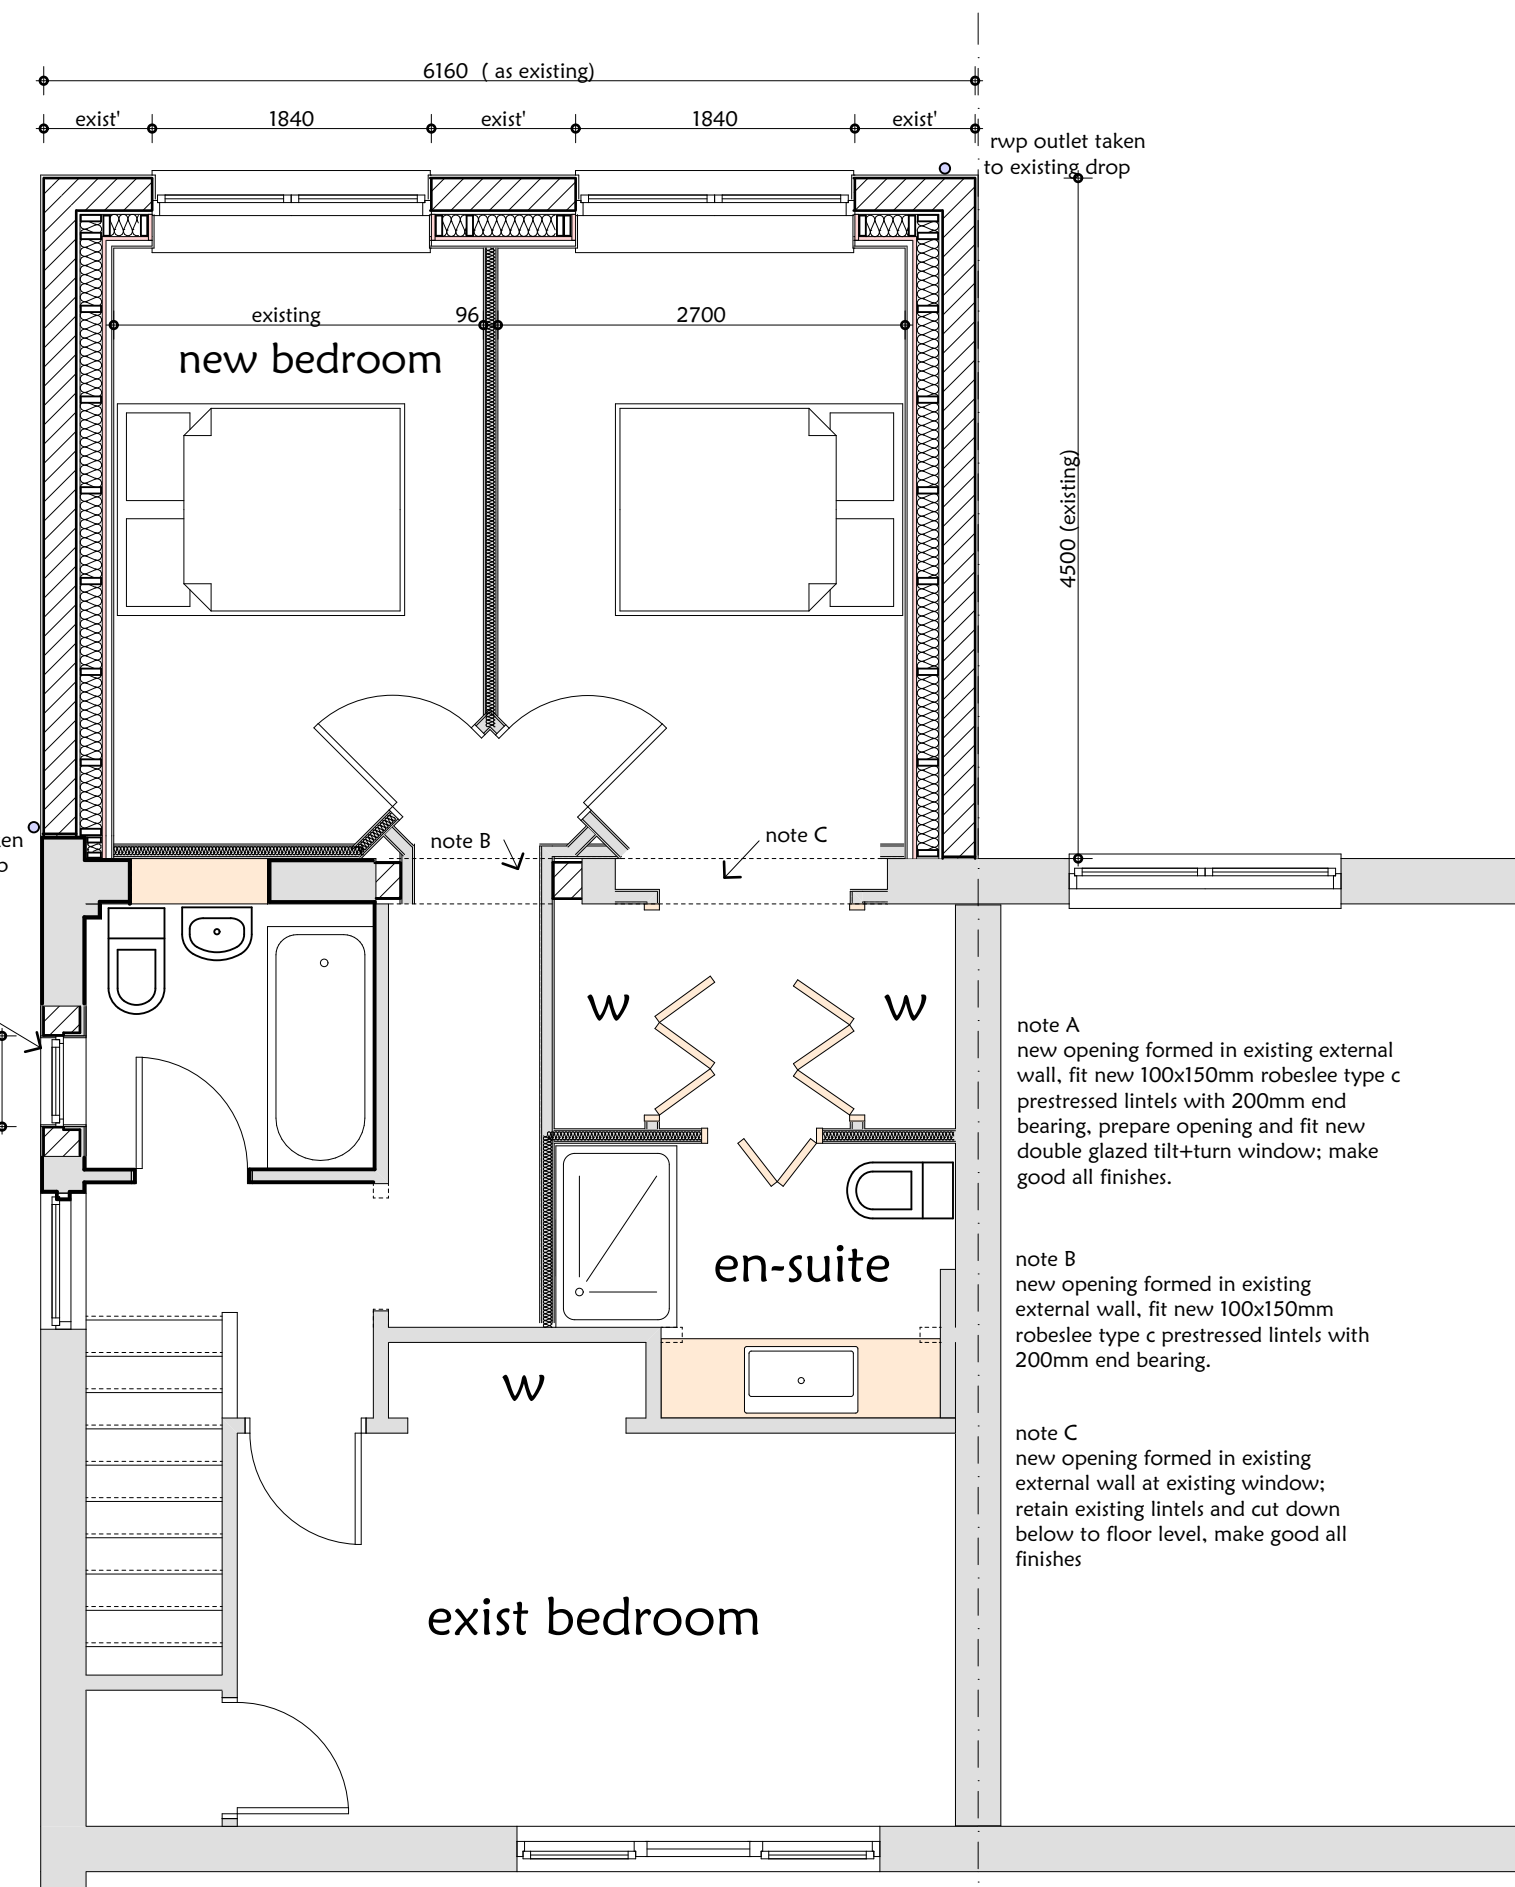 6160 ( as existing)
exist' 1840 exist' 1840 exist'
rwp outlet taken
to existing drop
existing 96 2700
new bedroom
4500 (existing)
note B
note C
w
w
en-suite
w
exist bedroom
note A
new opening formed in existing external
wall, fit new 100x150mm robeslee type c
prestressed lintels with 200mm end
bearing, prepare opening and fit new
double glazed tilt+turn window; make
good all finishes.
note B
new opening formed in existing
external wall, fit new 100x150mm
robeslee type c prestressed lintels with
200mm end bearing.
note C
new opening formed in existing
external wall at existing window;
retain existing lintels and cut down
below to floor level, make good all
finishes